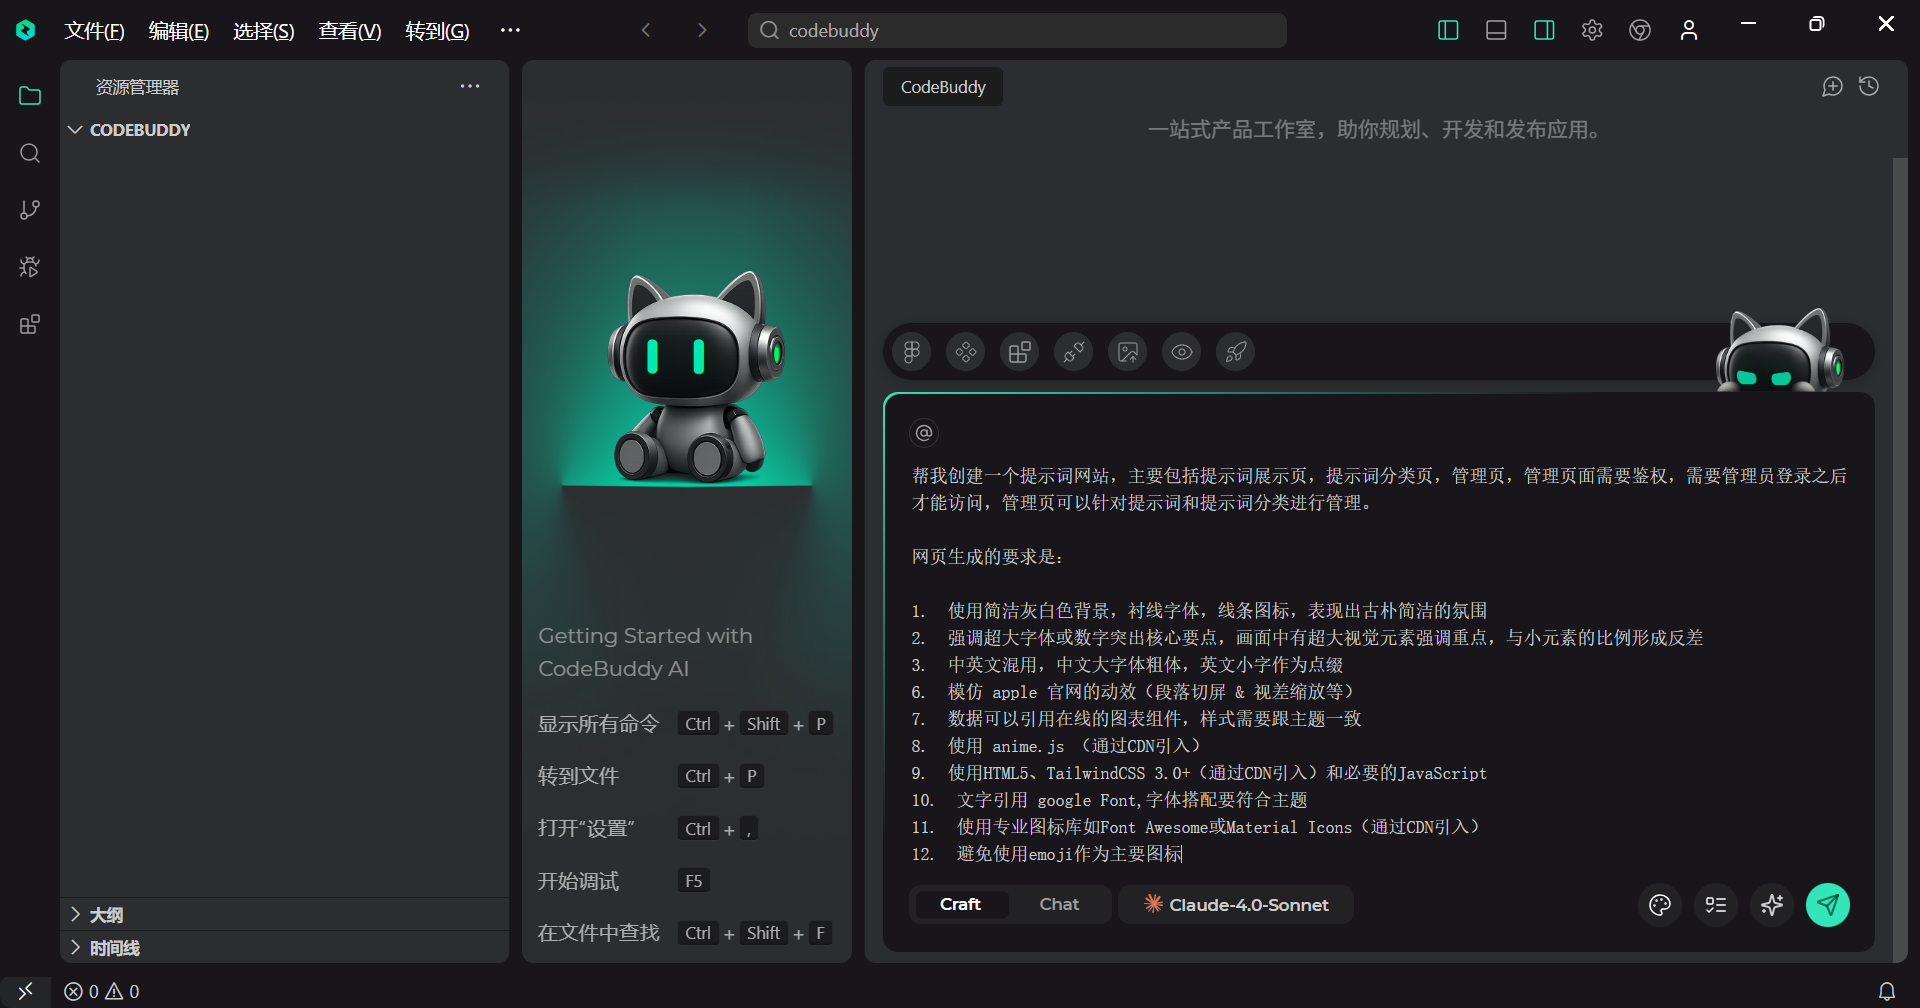 文件(F) 编辑(E) 选择(S) 查看(V) 转到(G) ···
codebuddy
资源管理器 ···
CODEBUDDY
大纲
时间线
Getting Started with
CodeBuddy AI
显示所有命令 Ctrl + Shift + P
转到文件 Ctrl + P
打开“设置” Ctrl + ,
开始调试 F5
在文件中查找 Ctrl + Shift + F
CodeBuddy
一站式产品工作室，助你规划、开发和发布应用。
@
帮我创建一个提示词网站，主要包括提示词展示页，提示词分类页，管理页，管理页面需要鉴权，需要管理员登录之后
才能访问，管理页可以针对提示词和提示词分类进行管理。
网页生成的要求是：
1. 使用简洁灰白色背景，衬线字体，线条图标，表现出古朴简洁的氛围
2. 强调超大字体或数字突出核心要点，画面中有超大视觉元素强调重点，与小元素的比例形成反差
3. 中英文混用，中文大字体粗体，英文小字作为点缀
6. 模仿 apple 官网的动效（段落切屏 & 视差缩放等）
7. 数据可以引用在线的图表组件，样式需要跟主题一致
8. 使用 anime.js （通过CDN引入）
9. 使用HTML5、TailwindCSS 3.0+（通过CDN引入）和必要的JavaScript
10. 文字引用 google Font,字体搭配要符合主题
11. 使用专业图标库如Font Awesome或Material Icons（通过CDN引入）
12. 避免使用emoji作为主要图标
Craft Chat Claude-4.0-Sonnet
0 0